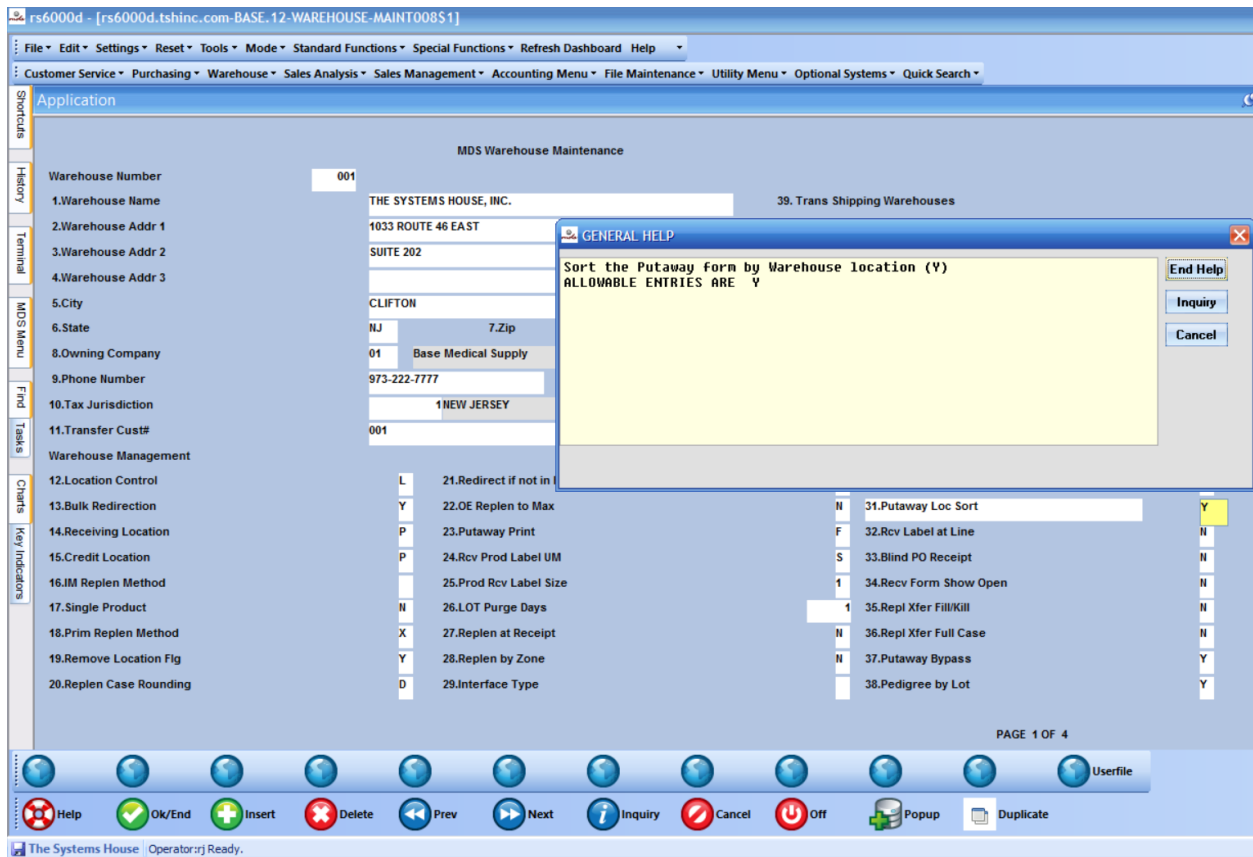 rs6000d - [rs6000d.tshinc.com-BASE.12-WAREHOUSE-MAINT008$1]
File Edit Settings Reset Tools Mode Standard Functions Special Functions Refresh Dashboard Help
Customer Service Purchasing Warehouse Sales Analysis Sales Management Accounting Menu File Maintenance Utility Menu Optional Systems Quick Search
Application
Shortcuts
History
Terminal
MDS Menu
Find
Tasks
Charts
Key Indicators
MDS Warehouse Maintenance
Warehouse Number 001
1.Warehouse Name THE SYSTEMS HOUSE, INC. 39. Trans Shipping Warehouses
2.Warehouse Addr 1 1033 ROUTE 46 EAST
3.Warehouse Addr 2 SUITE 202
4.Warehouse Addr 3
5.City CLIFTON
6.State NJ 7.Zip
8.Owning Company 01 Base Medical Supply
9.Phone Number 973-222-7777
10.Tax Jurisdiction 1 NEW JERSEY
11.Transfer Cust# 001
GENERAL HELP
Sort the Putaway form by Warehouse location (Y)
ALLOWABLE ENTRIES ARE Y
End Help
Inquiry
Cancel
Warehouse Management
12.Location Control L 21.Redirect if not in
13.Bulk Redirection Y 22.OE Replen to Max N 31.Putaway Loc Sort Y
14.Receiving Location P 23.Putaway Print F 32.Rcv Label at Line N
15.Credit Location P 24.Rcv Prod Label UM S 33.Blind PO Receipt N
16.IM Replen Method 25.Prod Rcv Label Size 1 34.Recv Form Show Open N
17.Single Product N 26.LOT Purge Days 1 35.Repl Xfer Fill/Kill N
18.Prim Replen Method X 27.Replen at Receipt N 36.Repl Xfer Full Case N
19.Remove Location Flg Y 28.Replen by Zone N 37.Putaway Bypass Y
20.Replen Case Rounding D 29.Interface Type 38.Pedigree by Lot Y
PAGE 1 OF 4
Userfile
Help Ok/End Insert Delete Prev Next Inquiry Cancel Off Popup Duplicate
The Systems House Operator:rj Ready.